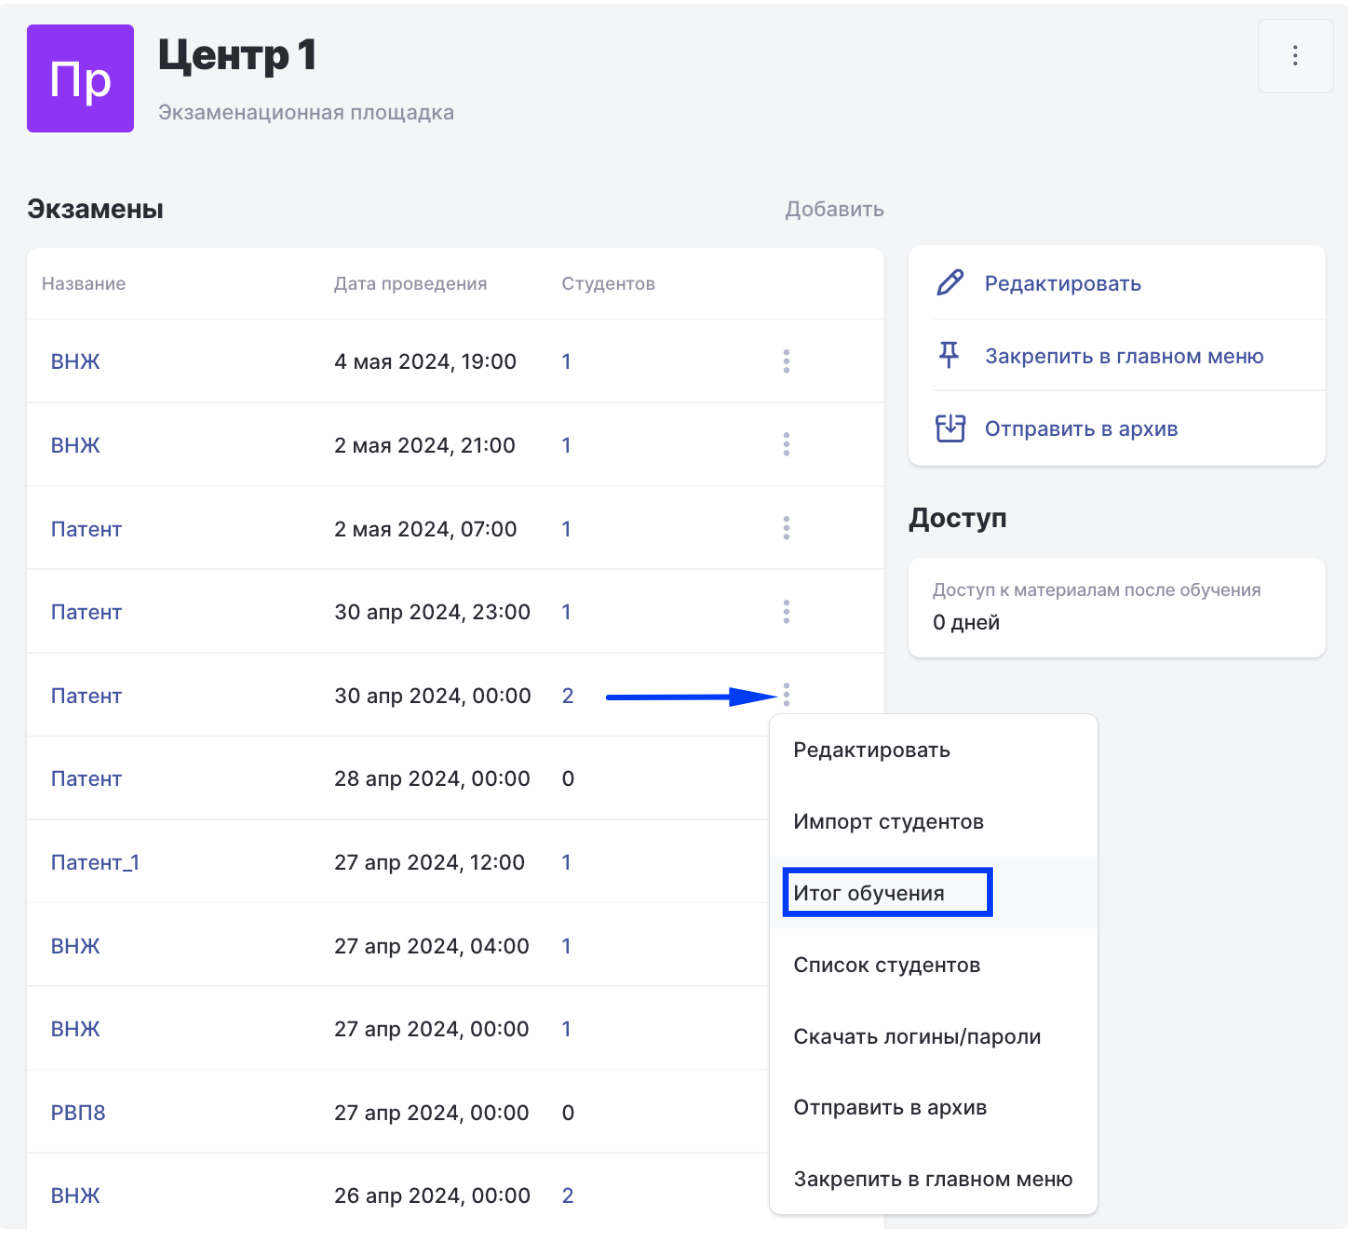 Пр
Центр 1
Экзаменационная площадка
Экзамены
Добавить
Название Дата проведения Студентов
ВНЖ 4 мая 2024, 19:00 1
ВНЖ 2 мая 2024, 21:00 1
Патент 2 мая 2024, 07:00 1
Патент 30 апр 2024, 23:00 1
Патент 30 апр 2024, 00:00 2
Патент 28 апр 2024, 00:00 0
Патент_1 27 апр 2024, 12:00 1
ВНЖ 27 апр 2024, 04:00 1
ВНЖ 27 апр 2024, 00:00 1
РВП8 27 апр 2024, 00:00 0
ВНЖ 26 апр 2024, 00:00 2
Редактировать
Импорт студентов
Итог обучения
Список студентов
Скачать логины/пароли
Отправить в архив
Закрепить в главном меню
Редактировать
Закрепить в главном меню
Отправить в архив
Доступ
Доступ к материалам после обучения
0 дней